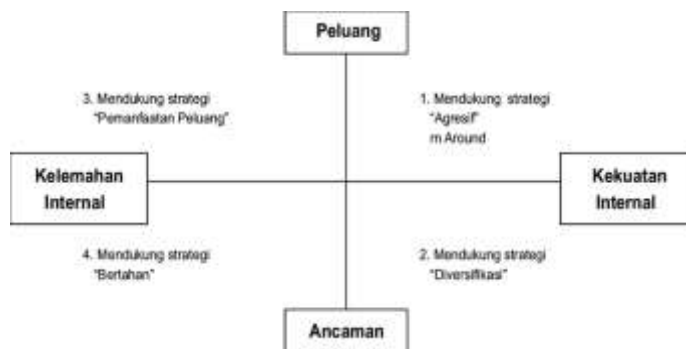 Peluang
3. Mendukung strategi
"Pemanfaatan Peluang"
1. Mendukung strategi
"Agresif"
m Around
Kelemahan
Internal
Kekuatan
Internal
4. Mendukung strategi
"Bertahan"
2. Mendukung strategi
"Diversifikasi"
Ancaman